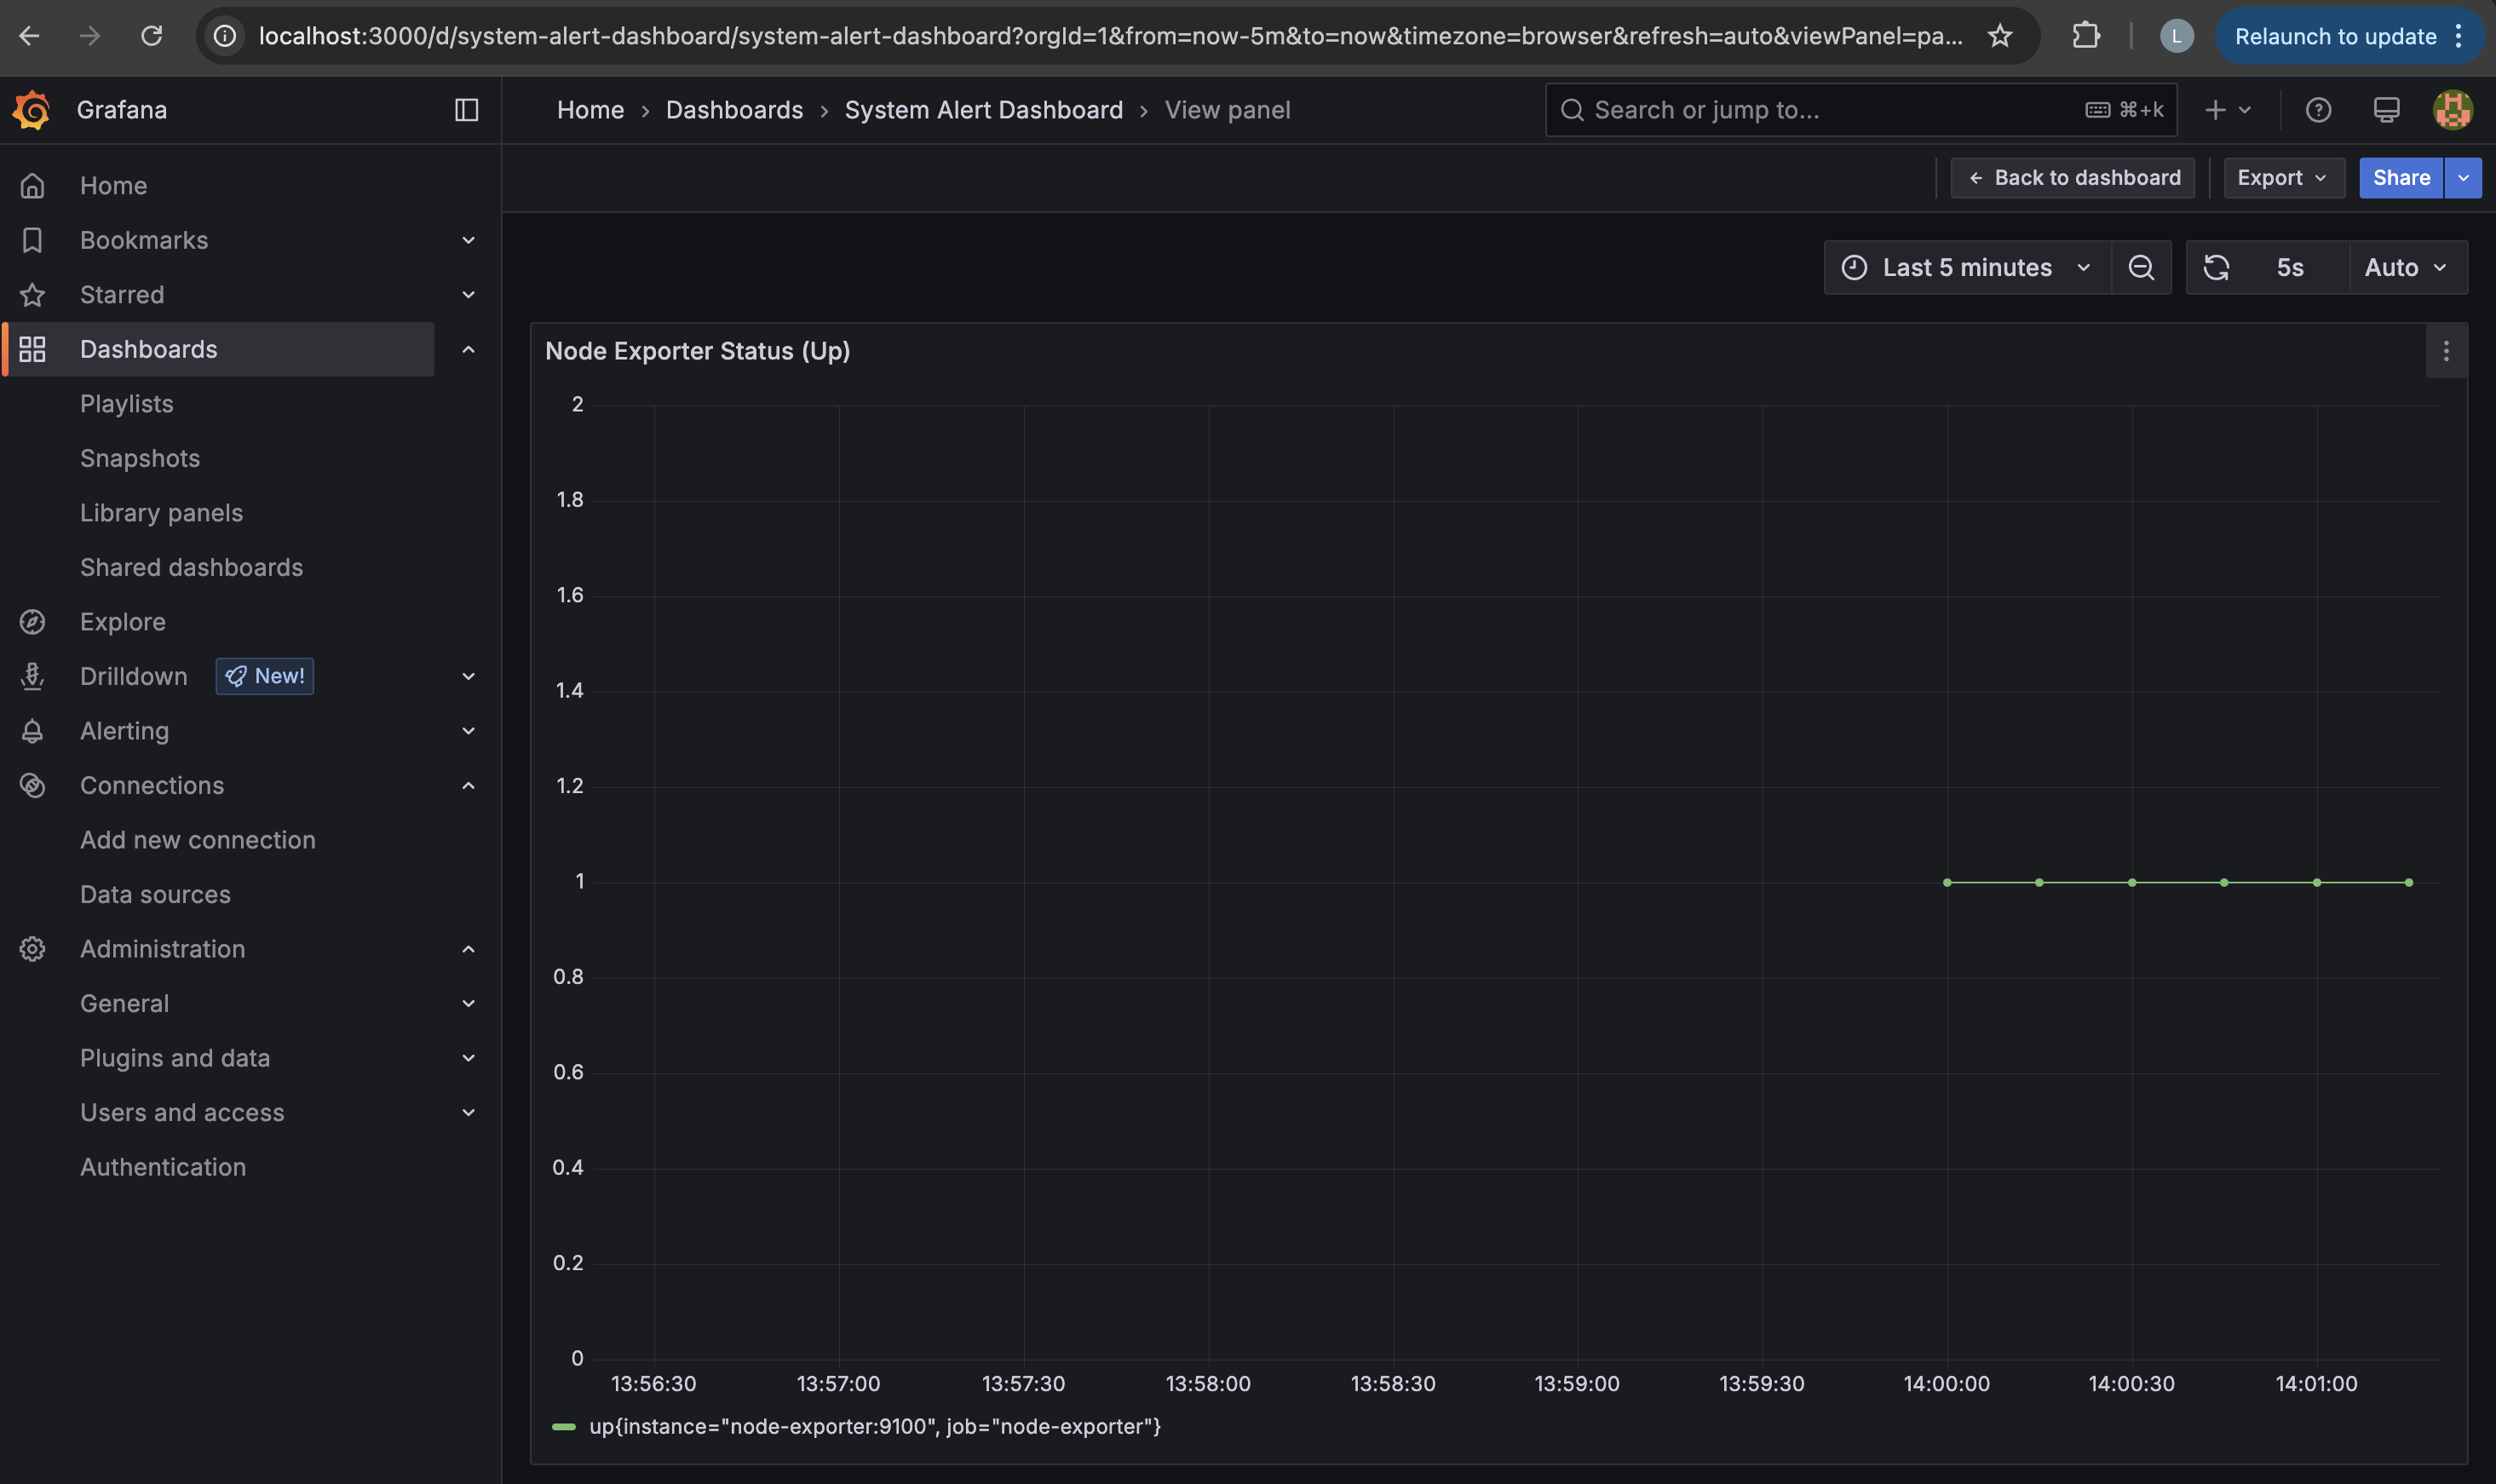 localhost:3000/d/system-alert-dashboard/system-alert-dashboard?orgId=1&from=now-5m&to=now&timezone=browser&refresh=auto&viewPanel=pa...
L
Relaunch to update
Grafana
Home › Dashboards › System Alert Dashboard › View panel
Search or jump to...
⌘+k
Back to dashboard
Export
Share
Home
Bookmarks
Starred
Dashboards
Playlists
Snapshots
Library panels
Shared dashboards
Explore
Drilldown
New!
Alerting
Connections
Add new connection
Data sources
Administration
General
Plugins and data
Users and access
Authentication
Last 5 minutes
5s
Auto
Node Exporter Status (Up)
2
1.8
1.6
1.4
1.2
1
0.8
0.6
0.4
0.2
0
13:56:30 13:57:00 13:57:30 13:58:00 13:58:30 13:59:00 13:59:30 14:00:00 14:00:30 14:01:00
up{instance="node-exporter:9100", job="node-exporter"}